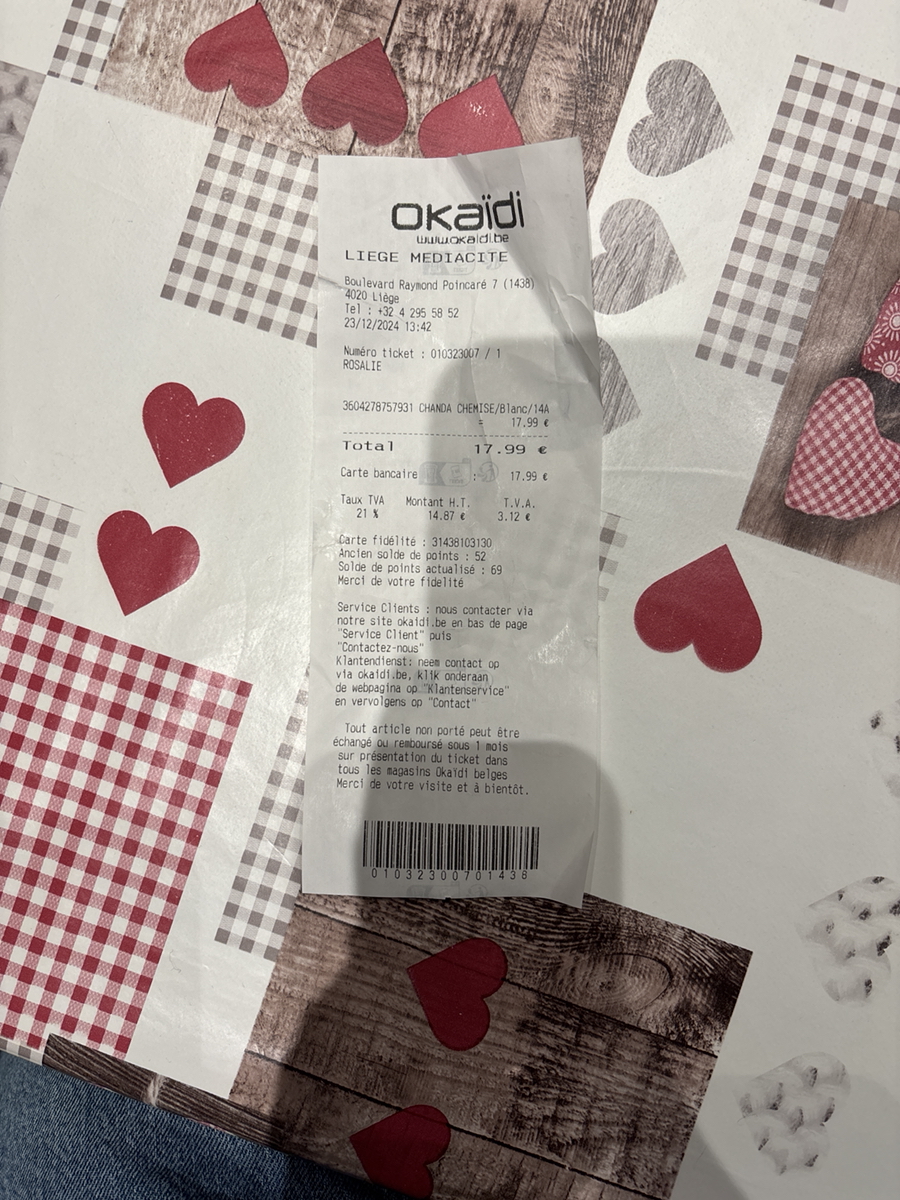 okaïdi
www.okaidi.be
LIEGE MEDIACITE
Boulevard Raymond Poincaré 7 (1438)
4020 Liège
Tel : +32 4 295 58 52
23/12/2024 13:42
Numéro ticket : 010323007 / 1
ROSALIE
3604278757931 CHANDA CHEMISE/Blanc/14A
= 17.99 €
Total 17.99 €
Carte bancaire : 17.99 €
Taux TVA Montant H.T. T.V.A.
21 % 14.87 € 3.12 €
Carte fidélité : 31438103130
Ancien solde de points : 52
Solde de points actualisé : 69
Merci de votre fidelité
Service Clients : nous contacter via
notre site okaidi.be en bas de page
"Service Client" puis
"Contactez-nous"
Klantendienst: neem contact op
via okaidi.be, klik onderaan
de webpagina op "Klantenservice"
en vervolgens op "Contact"
Tout article non porté peut être
échangé ou remboursé sous 1 mois
sur présentation du ticket dans
tous les magasins Okaïdi belges
Merci de votre visite et à bientôt.
01032300701438